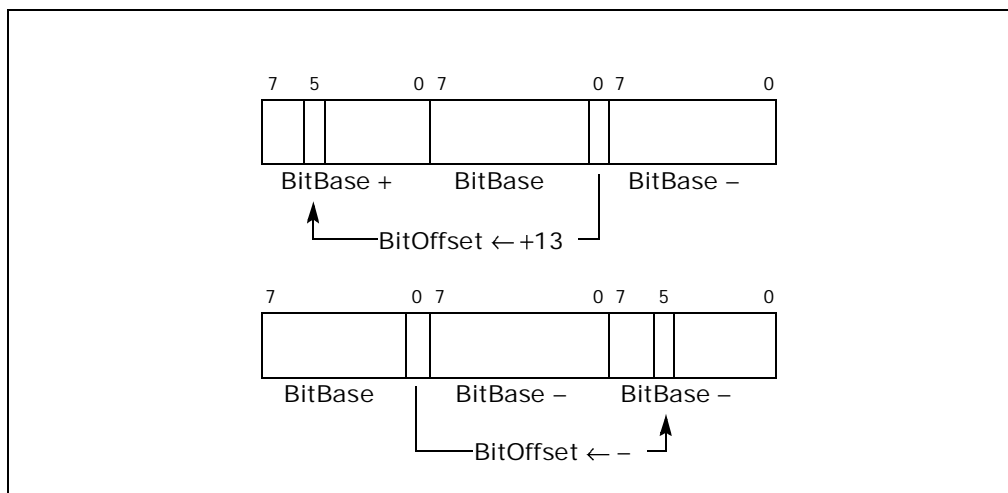 7 5 0 7 0 7 0
BitBase + BitBase BitBase –
BitOffset ← +13
7 0 7 0 7 5 0
BitBase BitBase – BitBase –
BitOffset ← –